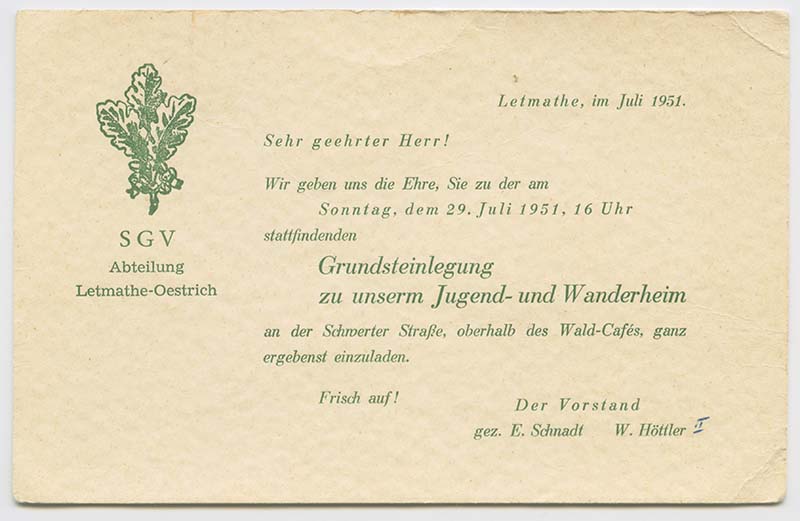 SGV
Abteilung
Letmathe-Oestrich
Letmathe, im Juli 1951.
Sehr geehrter Herr!
Wir geben uns die Ehre, Sie zu der am
Sonntag, dem 29. Juli 1951, 16 Uhr
stattfindenden
Grundsteinlegung
zu unserm Jugend- und Wanderheim
an der Schwerter Straße, oberhalb des Wald-Cafés, ganz
ergebenst einzuladen.
Frisch auf!
Der Vorstand
gez. E. Schnadt W. Höttler II